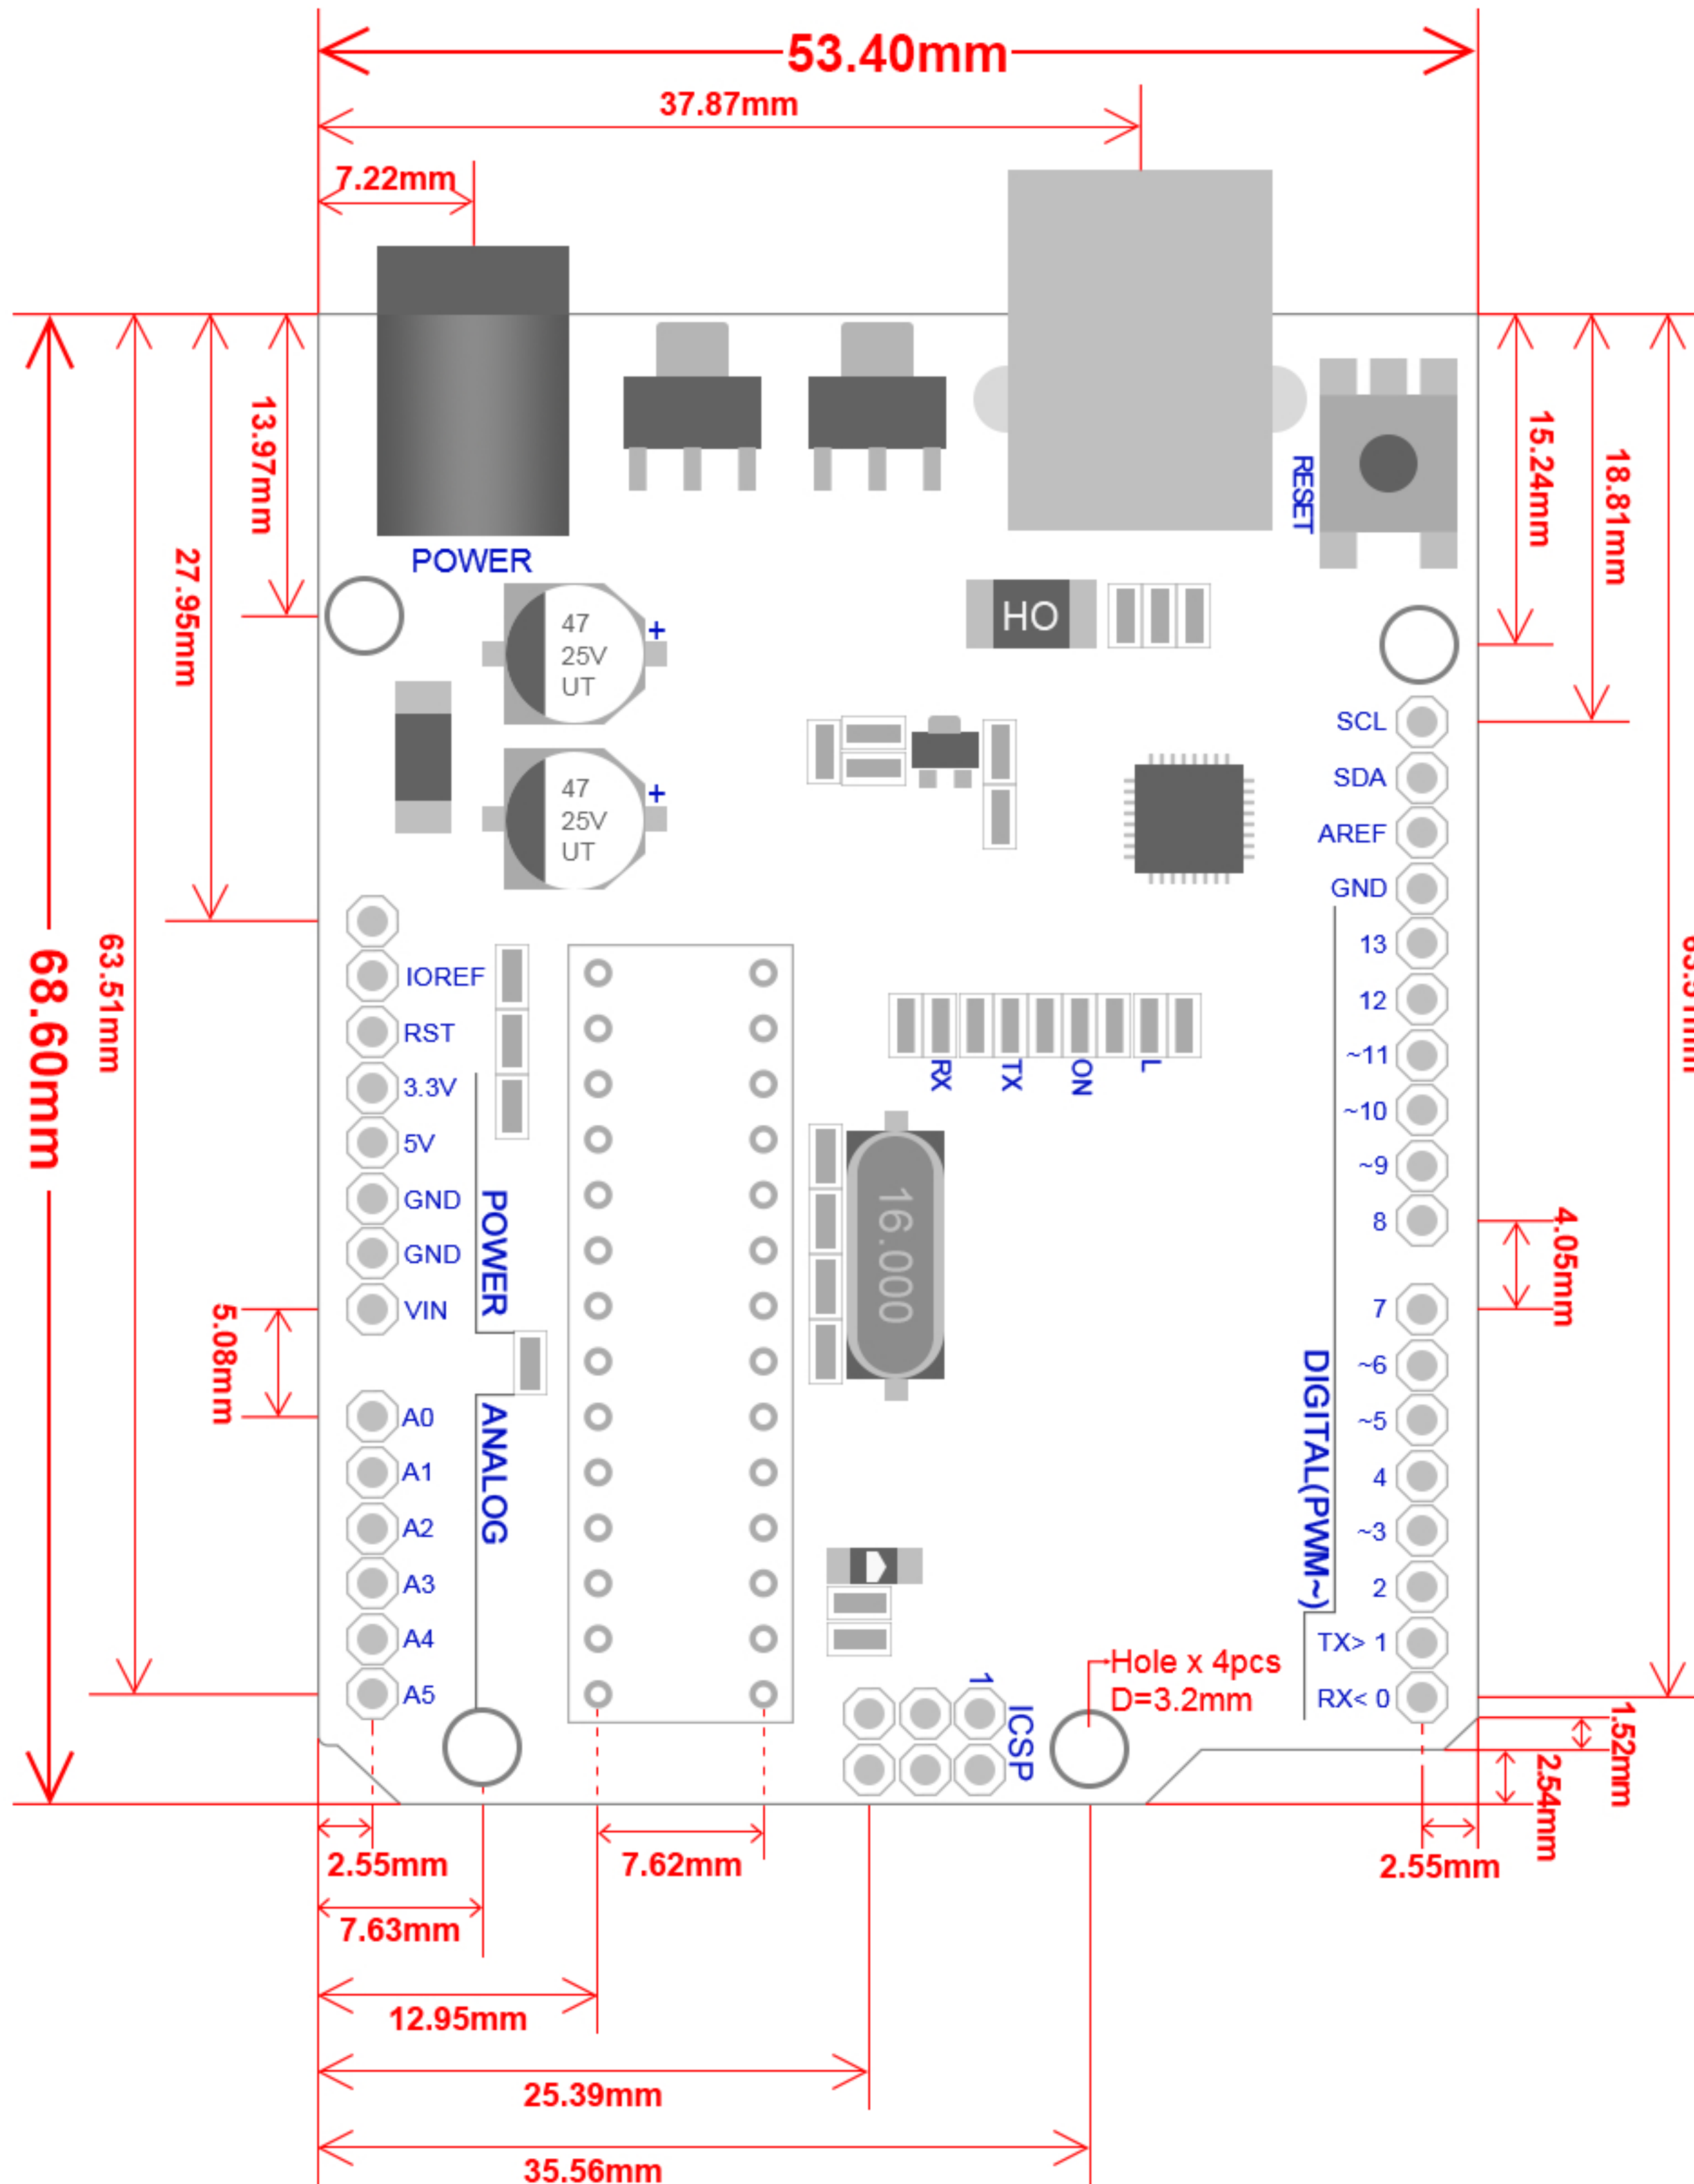 53.40mm
37.87mm
7.22mm
13.97mm
27.95mm
63.51mm
68.60mm
15.24mm
18.81mm
POWER
RESET
47
25V
UT
+
HO
47
25V
UT
+
SCL
SDA
AREF
GND
13
12
~11
~10
~9
8
7
~6
~5
4
~3
2
TX> 1
RX< 0
DIGITAL(PWM~)
4.05mm
IOREF
RST
3.3V
5V
GND
GND
VIN
POWER
5.08mm
A0
A1
A2
A3
A4
A5
ANALOG
RX
TX
ON
L
16.000
1
ICSP
Hole x 4pcs
D=3.2mm
1.52mm
2.54mm
2.55mm
2.55mm
7.62mm
7.63mm
12.95mm
25.39mm
35.56mm